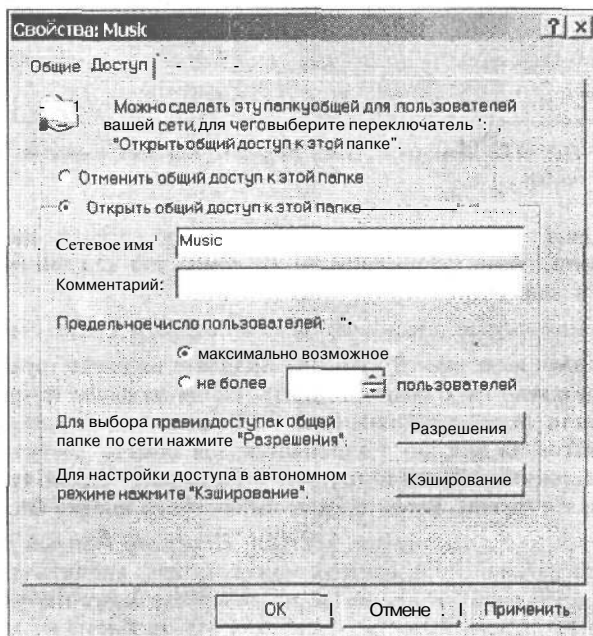 Свойства: Music
Общие Доступ
Можно сделать эту папку общей для пользователей
вашей сети, для чего выберите переключатель
"Открыть общий доступ к этой папке".
Отменить общий доступ к этой папке
Открыть общий доступ к этой папке
Сетевое имя Music
Комментарий:
Предельное число пользователей:
максимально возможное
не более пользователей
Для выбора правил доступа к общей
папке по сети нажмите "Разрешения".
Разрешения
Для настройки доступа в автономном
режиме нажмите "Кэширование".
Кэширование
OK Отмене Применить